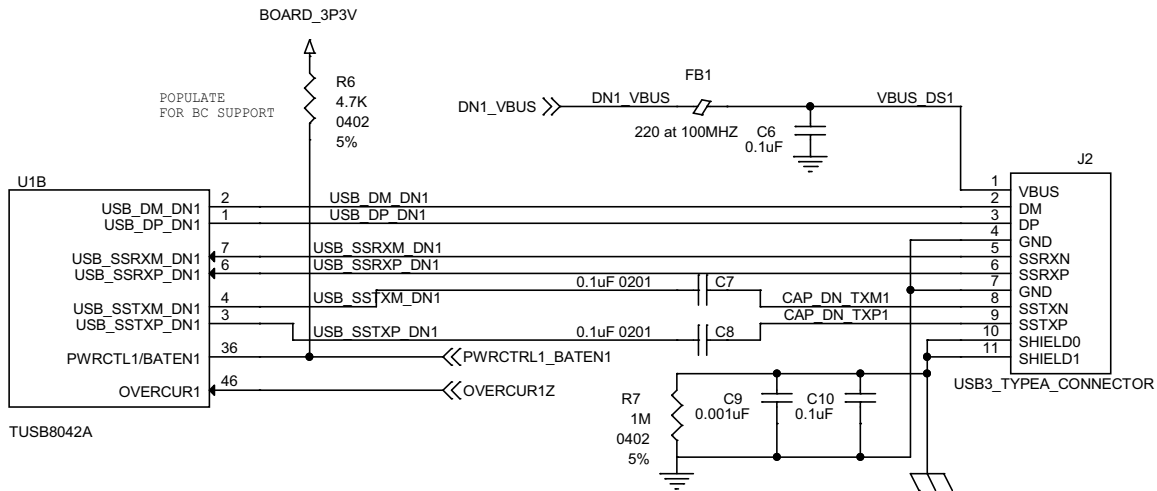 BOARD_3P3V
POPULATE
FOR BC SUPPORT
R6
4.7K
0402
5%
FB1
DN1_VBUS
DN1_VBUS
VBUS_DS1
220 at 100MHZ
C6
0.1uF
J2
U1B
USB_DM_DN1
2
USB_DM_DN1
USB_DP_DN1
1
USB_DP_DN1
USB_SSRXM_DN1
7
USB_SSRXM_DN1
USB_SSRXP_DN1
6
USB_SSRXP_DN1
USB_SSTXM_DN1
4
USB_SSTXM_DN1
0.1uF 0201
C7
CAP_DN_TXM1
USB_SSTXP_DN1
3
USB_SSTXP_DN1
0.1uF 0201
C8
CAP_DN_TXP1
PWRCTL1/BATEN1
36
PWRCTRL1_BATEN1
OVERCUR1
46
OVERCUR1Z
TUSB8042A
1 VBUS
2 DM
3 DP
4 GND
5 SSRXN
6 SSRXP
7 GND
8 SSTXN
9 SSTXP
10 SHIELD0
11 SHIELD1
USB3_TYPEA_CONNECTOR
R7
1M
0402
5%
C9
0.001uF
C10
0.1uF